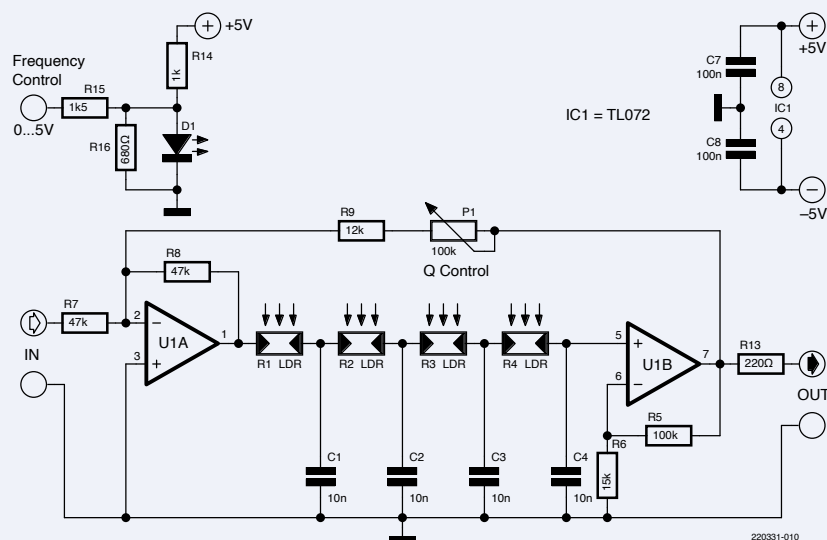 +5V
R14
1k
Frequency
Control
R15
1k5
0...5V
R16
680Ω
D1
IC1 = TL072
C7
100n
8
IC1
4
C8
100n
+5V
–5V
R9
12k
P1
100k
Q Control
R8
47k
R7
47k
IN
2
3
1
U1A
R1 LDR
R2 LDR
R3 LDR
R4 LDR
5
6
7
U1B
R13
220Ω
OUT
R5
100k
R6
15k
C1
10n
C2
10n
C3
10n
C4
10n
220331-010